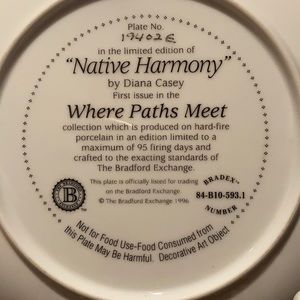 Plate No.
19402E
in the limited edition of
"Native Harmony"
by Diana Casey
First issue in the
Where Paths Meet
collection which is produced on hard-fire
porcelain in an edition limited to a
maximum of 95 firing days and
crafted to the exacting standards of
The Bradford Exchange.
This plate is officially listed for trading
on the Bradford Exchange
© The Bradford Exchange 1996
B
BRADEX®
84-B10-593.1
NUMBER
Not for Food Use-Food Consumed from
this Plate May Be Harmful. Decorative Art Object